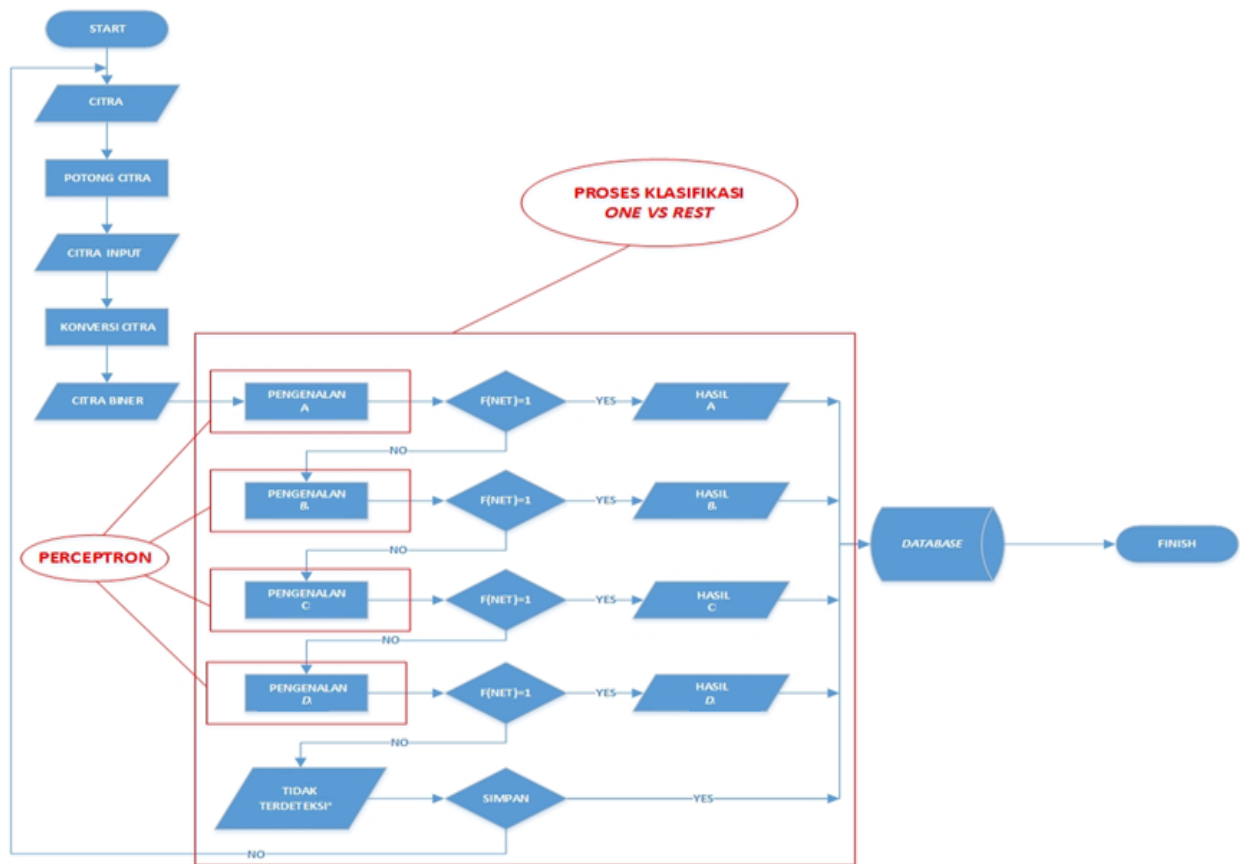 START
CITRA
POTONG CITRA
CITRA INPUT
KONVERSI CITRA
CITRA BINER
PROSES KLASIFIKASI
ONE VS REST
PERCEPTRON
PENGENALAN
A
F(NET)=1
YES
HASIL
A
NO
PENGENALAN
B.
F(NET)=1
YES
HASIL
B.
NO
PENGENALAN
C
F(NET)=1
YES
HASIL
C
NO
PENGENALAN
D.
F(NET)=1
YES
HASIL
D.
NO
TIDAK
TERDETEKSI"
SIMPAN
YES
NO
DATABASE
FINISH